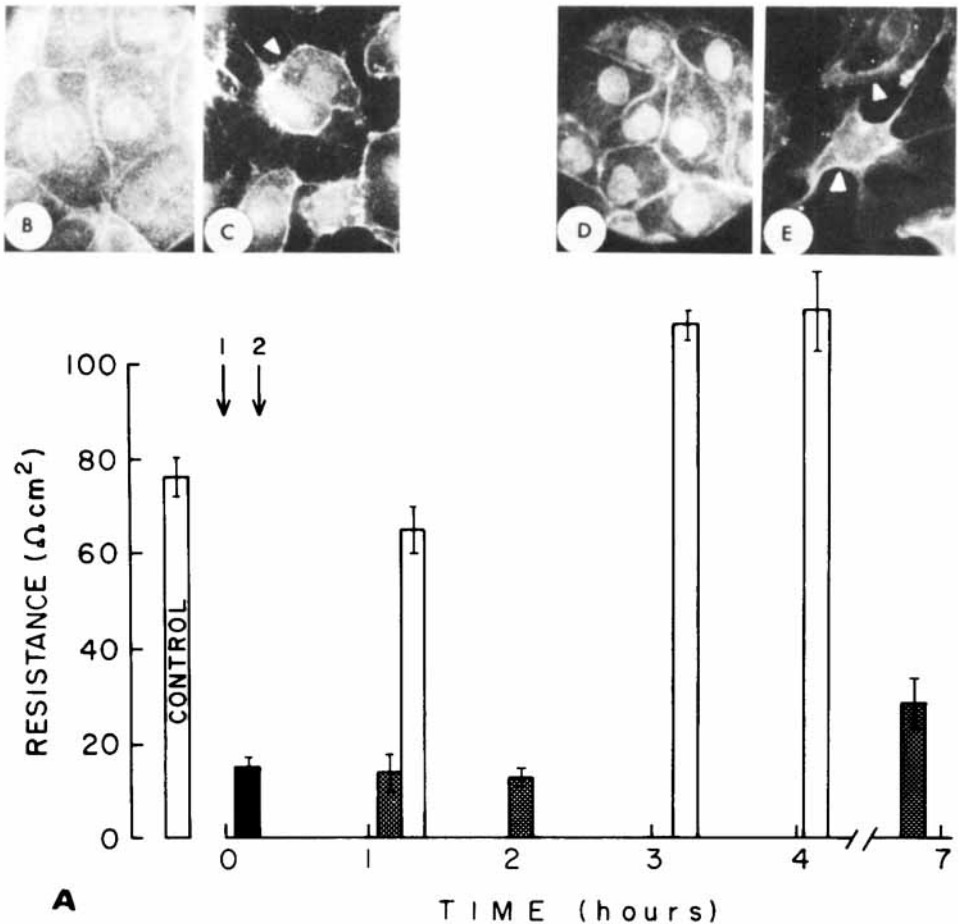 B
C
D
E
1 2
100
80
60
40
20
0
RESISTANCE (Ωcm²)
CONTROL
0 1 2 3 4 7
A
TIME (hours)